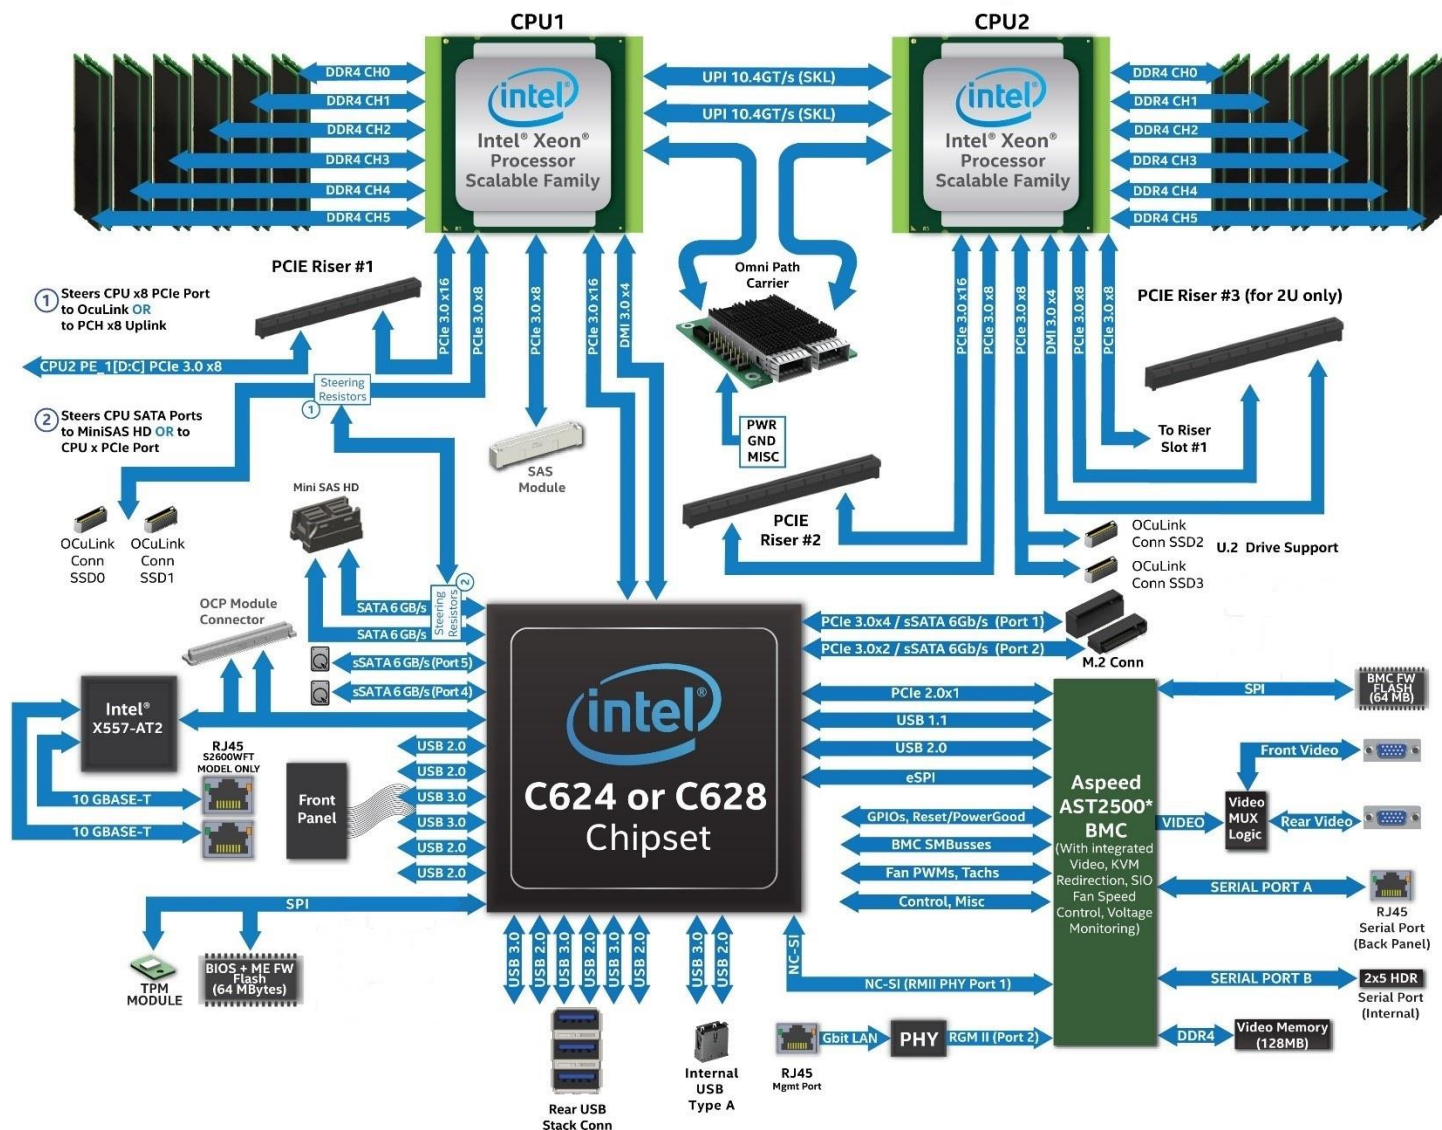 CPU1
CPU2
DDR4 CH0
DDR4 CH1
DDR4 CH2
DDR4 CH3
DDR4 CH4
DDR4 CH5
intel
Intel® Xeon®
Processor
Scalable Family
UPI 10.4GT/s (SKL)
UPI 10.4GT/s (SKL)
intel
Intel® Xeon®
Processor
Scalable Family
DDR4 CH0
DDR4 CH1
DDR4 CH2
DDR4 CH3
DDR4 CH4
DDR4 CH5
1
Steers CPU x8 PCIe Port
to OcuLink OR
to PCH x8 Uplink
PCIE Riser #1
CPU2 PE_1[D:C] PCIe 3.0 x8
PCIe 3.0 x16
PCIe 3.0 x8
PCIe 3.0 x8
PCIe 3.0 x16
DMI 3.0 x4
Omni Path
Carrier
PWR
GND
MISC
PCIe 3.0 x16
PCIe 3.0 x8
PCIe 3.0 x8
DMI 3.0 x4
PCIe 3.0 x8
PCIe 3.0 x8
PCIE Riser #3 (for 2U only)
To Riser
Slot #1
Steering
Resistors
1
2
Steers CPU SATA Ports
to MiniSAS HD OR to
CPU x PCIe Port
SAS
Module
Mini SAS HD
OCuLink
Conn
SSD0
OCuLink
Conn
SSD1
PCIE
Riser #2
OCuLink
Conn SSD2
OCuLink
Conn SSD3
U.2 Drive Support
OCP Module
Connector
Steering
Resistors
2
SATA 6 GB/s
SATA 6 GB/s
sSATA 6 GB/s (Port 5)
sSATA 6 GB/s (Port 4)
PCIe 3.0x4 / sSATA 6Gb/s (Port 1)
PCIe 3.0x2 / sSATA 6Gb/s (Port 2)
M.2 Conn
Intel®
X557-AT2
RJ45
S2600WFT
MODEL ONLY
10 GBASE-T
10 GBASE-T
Front
Panel
USB 2.0
USB 2.0
USB 3.0
USB 3.0
USB 2.0
USB 2.0
intel
C624 or C628
Chipset
PCIe 2.0x1
USB 1.1
USB 2.0
eSPI
GPIOs, Reset/PowerGood
BMC SMBusses
Fan PWMs, Tachs
Control, Misc
Aspeed
AST2500*
BMC
(With integrated
Video, KVM
Redirection, SIO
Fan Speed
Control, Voltage
Monitoring)
SPI
BMC FW
FLASH
(64 MB)
Front Video
VIDEO
Video
MUX
Logic
Rear Video
SERIAL PORT A
RJ45
Serial Port
(Back Panel)
SERIAL PORT B
2x5 HDR
Serial Port
(Internal)
DDR4
Video Memory
(128MB)
SPI
TPM
MODULE
BIOS + ME FW
Flash
(64 MBytes)
USB 3.0
USB 2.0
USB 3.0
USB 2.0
USB 3.0
USB 2.0
USB 3.0
USB 2.0
NC-SI
NC-SI (RMII PHY Port 1)
Rear USB
Stack Conn
Internal
USB
Type A
RJ45
Mgmt Port
Gbit LAN
PHY
RGM II (Port 2)